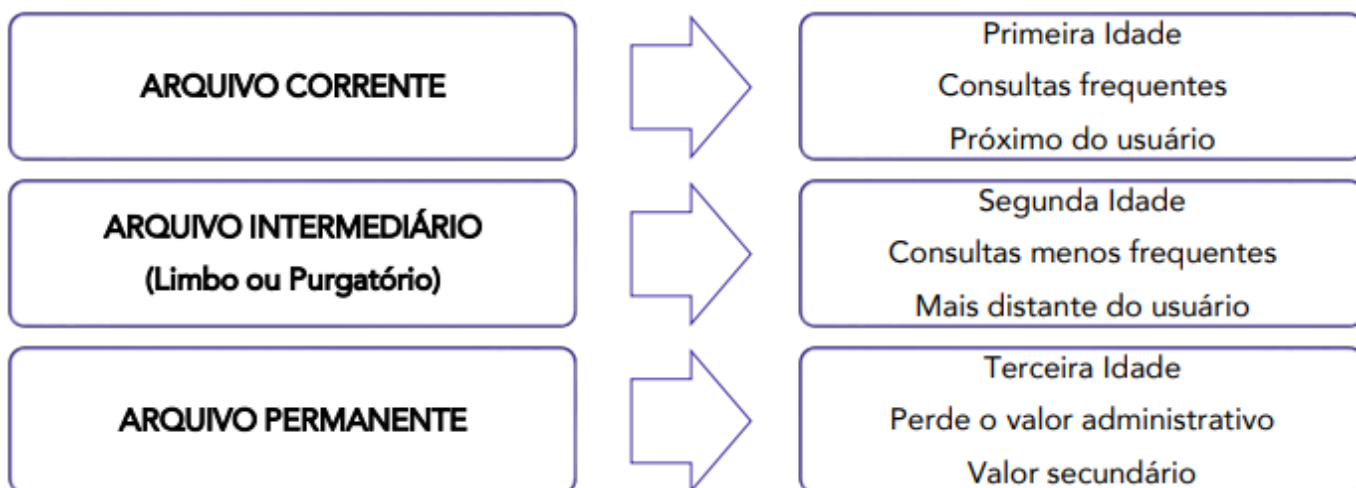 ARQUIVO CORRENTE
Primeira Idade
Consultas frequentes
Próximo do usuário
ARQUIVO INTERMEDIÁRIO
(Limbo ou Purgatório)
Segunda Idade
Consultas menos frequentes
Mais distante do usuário
ARQUIVO PERMANENTE
Terceira Idade
Perde o valor administrativo
Valor secundário